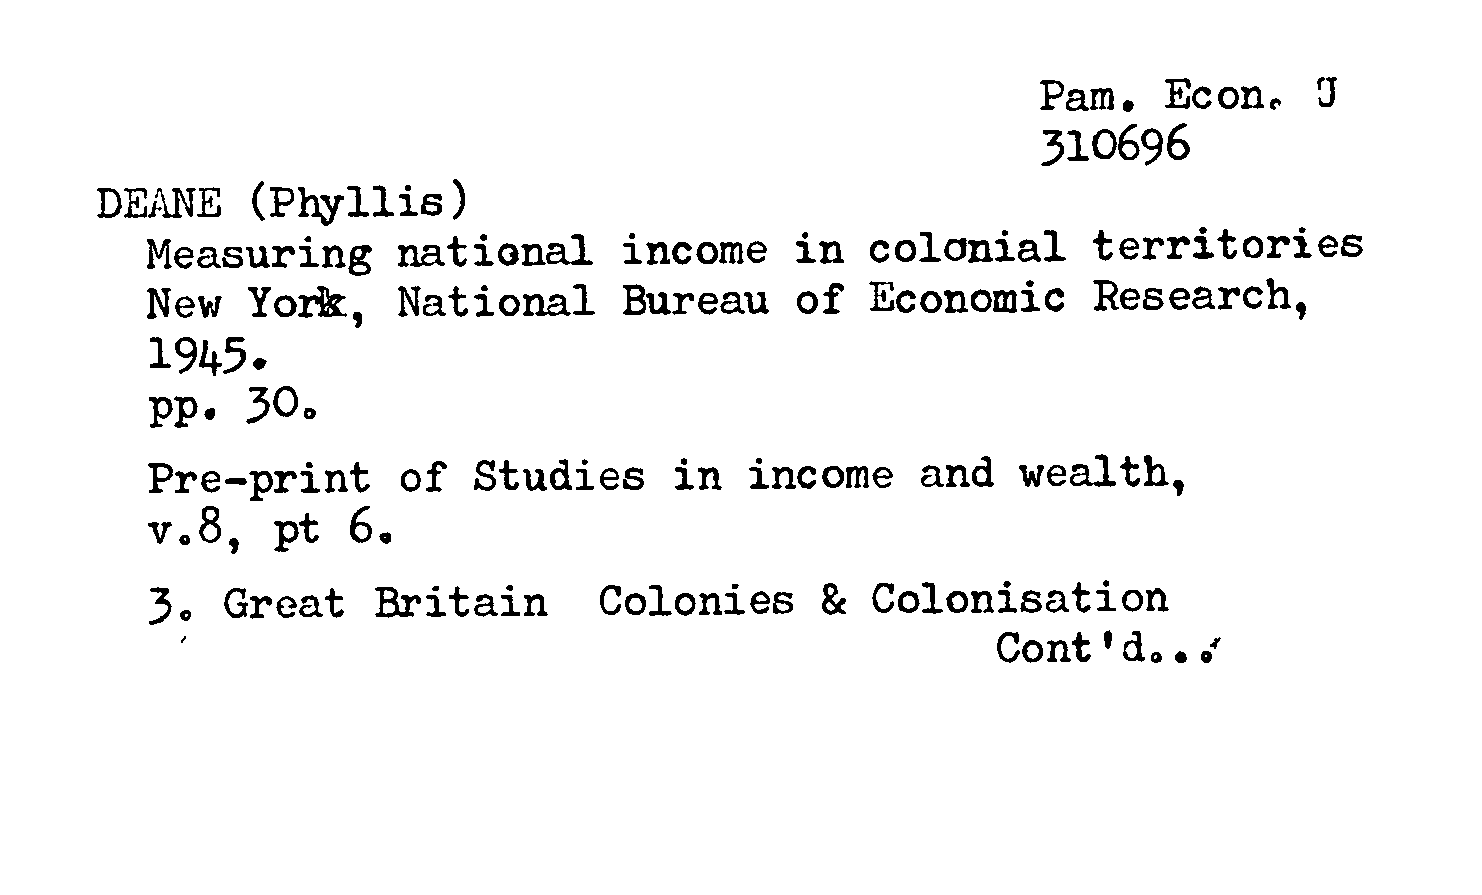 Pam. Econ. J
310696
DEANE (Phyllis)
Measuring national income in colonial territories
New York, National Bureau of Economic Research,
1945.
pp. 30.
Pre-print of Studies in income and wealth,
v.8, pt 6.
3. Great Britain Colonies & Colonisation
Cont'd...